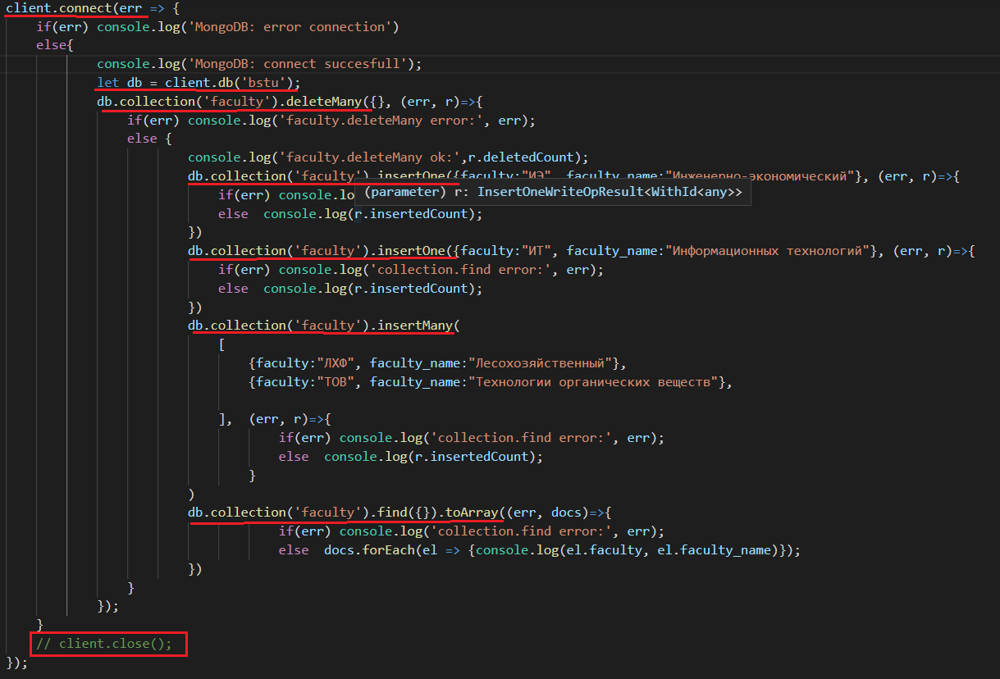 client.connect(err => {
if(err) console.log('MongoDB: error connection')
else{
console.log('MongoDB: connect succesfull');
let db = client.db('bstu');
db.collection('faculty').deleteMany({}, (err, r)=>{
if(err) console.log('faculty.deleteMany error:', err);
else {
console.log('faculty.deleteMany ok:',r.deletedCount);
db.collection('faculty').insertOne({faculty:"ИЭ", faculty_name:"Инженерно-экономический"}, (err, r)=>{
if(err) console.lo
(parameter) r: InsertOneWriteOpResult<WithId<any>>
else  console.log(r.insertedCount);
})
db.collection('faculty').insertOne({faculty:"ИТ", faculty_name:"Информационных технологий"}, (err, r)=>{
if(err) console.log('collection.find error:', err);
else  console.log(r.insertedCount);
})
db.collection('faculty').insertMany(
[
{faculty:"ЛХФ", faculty_name:"Лесохозяйственный"},
{faculty:"ТОВ", faculty_name:"Технологии органических веществ"},
],  (err, r)=>{
if(err) console.log('collection.find error:', err);
else  console.log(r.insertedCount);
}
)
db.collection('faculty').find({}).toArray((err, docs)=>{
if(err) console.log('collection.find error:', err);
else  docs.forEach(el => {console.log(el.faculty, el.faculty_name)});
})
}
});
}
// client.close();
});